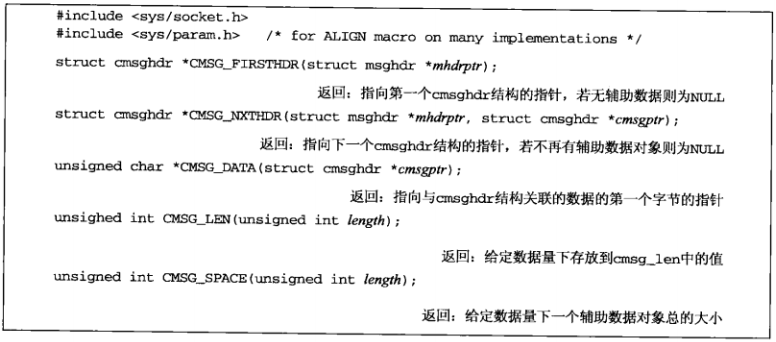 #include <sys/socket.h>
#include <sys/param.h> /* for ALIGN macro on many implementations */
struct cmsghdr *CMSG_FIRSTHDR(struct msghdr *mhdrptr);
返回：指向第一个cmsghdr结构的指针，若无辅助数据则为NULL
struct cmsghdr *CMSG_NXTHDR(struct msghdr *mhdrptr, struct cmsghdr *cmsgptr);
返回：指向下一个cmsghdr结构的指针，若不再有辅助数据对象则为NULL
unsigned char *CMSG_DATA(struct cmsghdr *cmsgptr);
返回：指向与cmsghdr结构关联的数据的第一个字节的指针
unsighed int CMSG_LEN(unsigned int length);
返回：给定数据量下存放到cmsg_len中的值
unsigned int CMSG_SPACE(unsigned int length);
返回：给定数据量下一个辅助数据对象总的大小